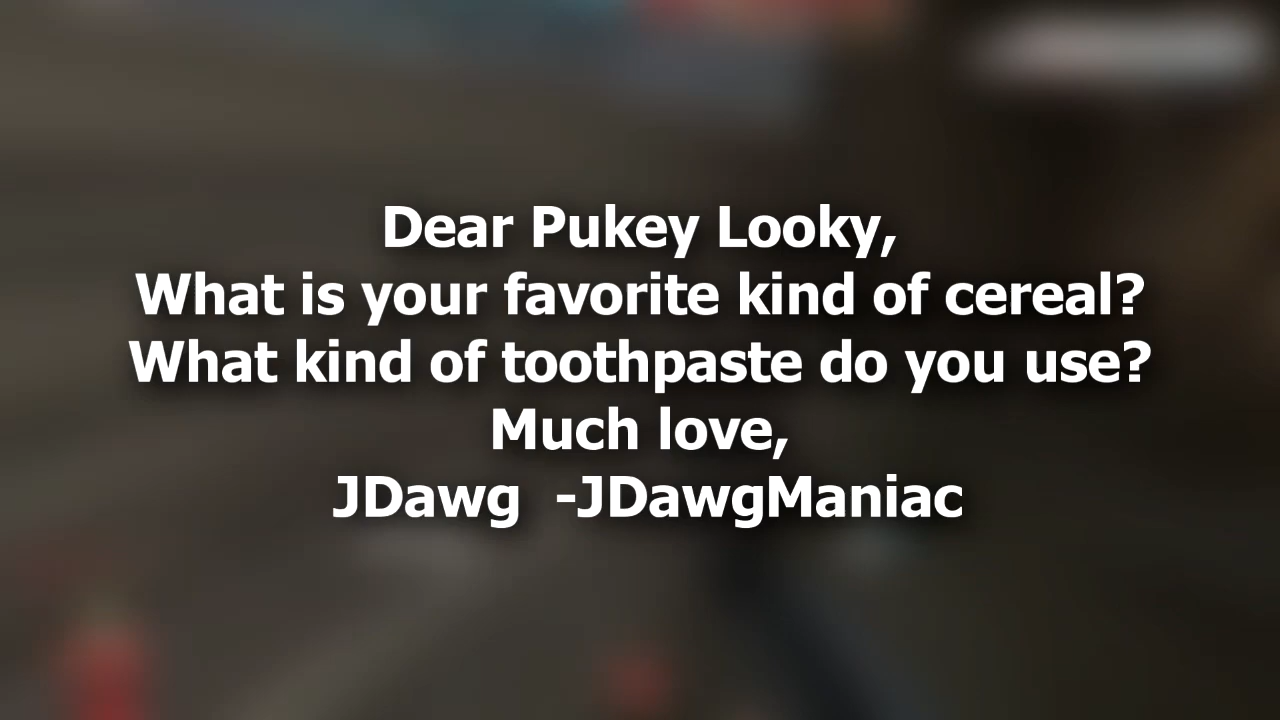 Dear Pukey Looky,
What is your favorite kind of cereal?
What kind of toothpaste do you use?
Much love,
JDawg  -JDawgManiac